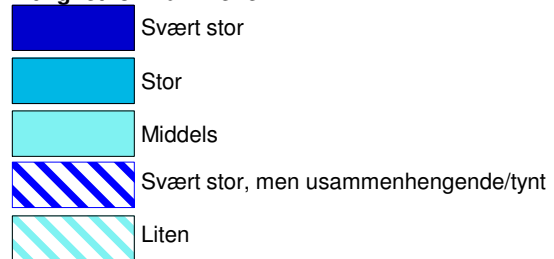 Svært stor
Stor
Middels
Svært stor, men usammenhengende/tynt
Liten